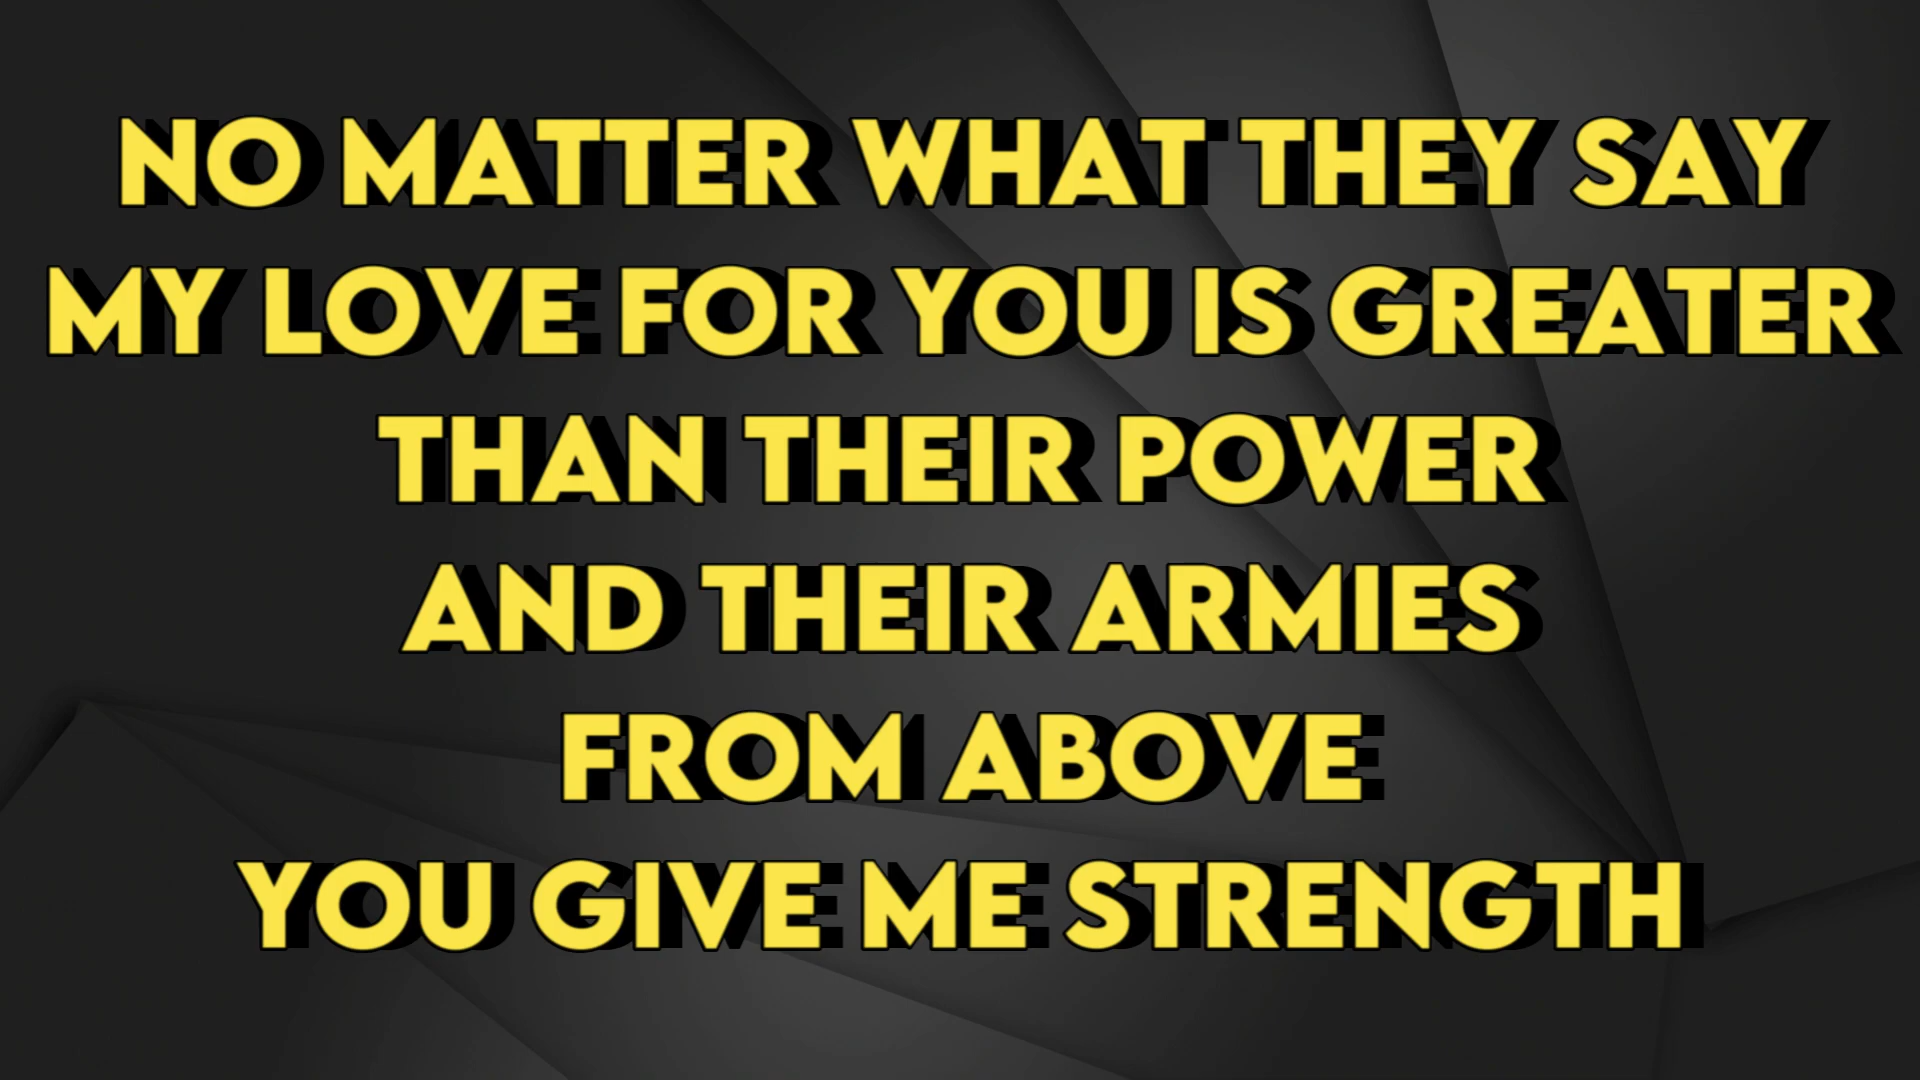 NO MATTER WHAT THEY SAY
MY LOVE FOR YOU IS GREATER
THAN THEIR POWER
AND THEIR ARMIES
FROM ABOVE
YOU GIVE ME STRENGTH